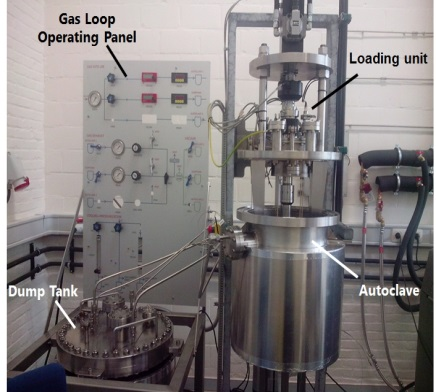 Gas Loop
Operating Panel
Loading unit
Dump Tank
Autoclave